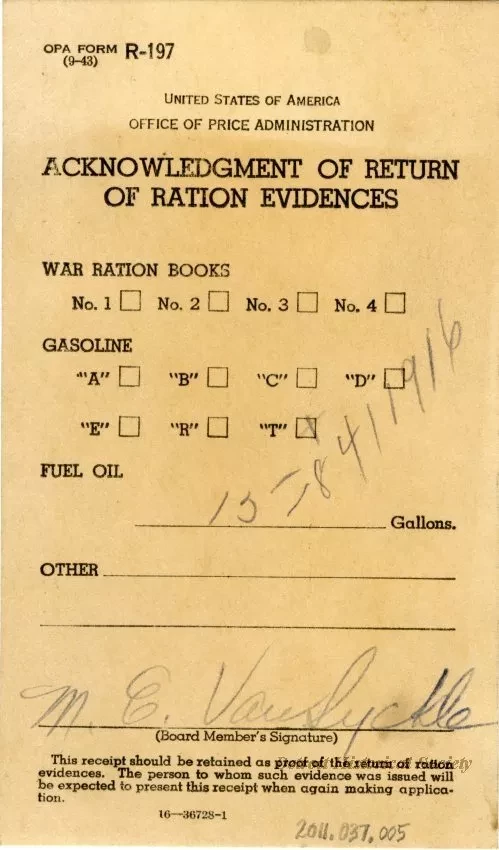 OPA FORM R-197
(9-43)
UNITED STATES OF AMERICA
OFFICE OF PRICE ADMINISTRATION
ACKNOWLEDGMENT OF RETURN
OF RATION EVIDENCES
WAR RATION BOOKS
No. 1 No. 2 No. 3 No. 4
GASOLINE
"A" "B" "C" "D"
"E" "R" "T"
FUEL OIL
15-18411916
Gallons.
OTHER
M. E. VanSyckle
(Board Member's Signature)
This receipt should be retained as proof of the return of ration
evidences. The person to whom such evidence was issued will
be expected to present this receipt when again making applica-
tion.
16—36728-1
2011.037.005